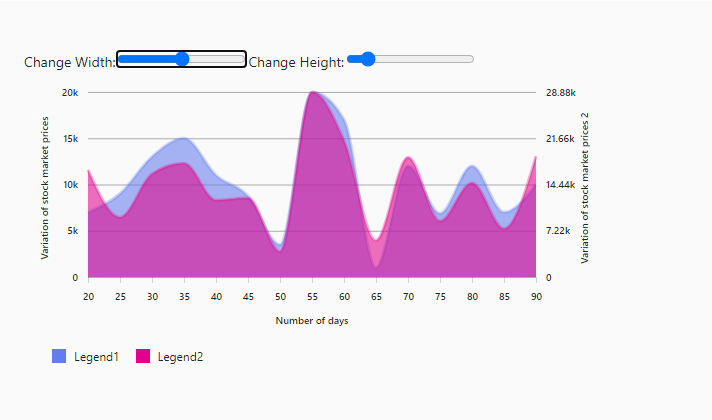 Change Width: Change Height:
20k 28.88k
15k 21.66k
10k 14.44k
5k 7.22k
0 0
Variation of stock market prices
Variation of stock market prices 2
20 25 30 35 40 45 50 55 60 65 70 75 80 85 90
Number of days
Legend1 Legend2